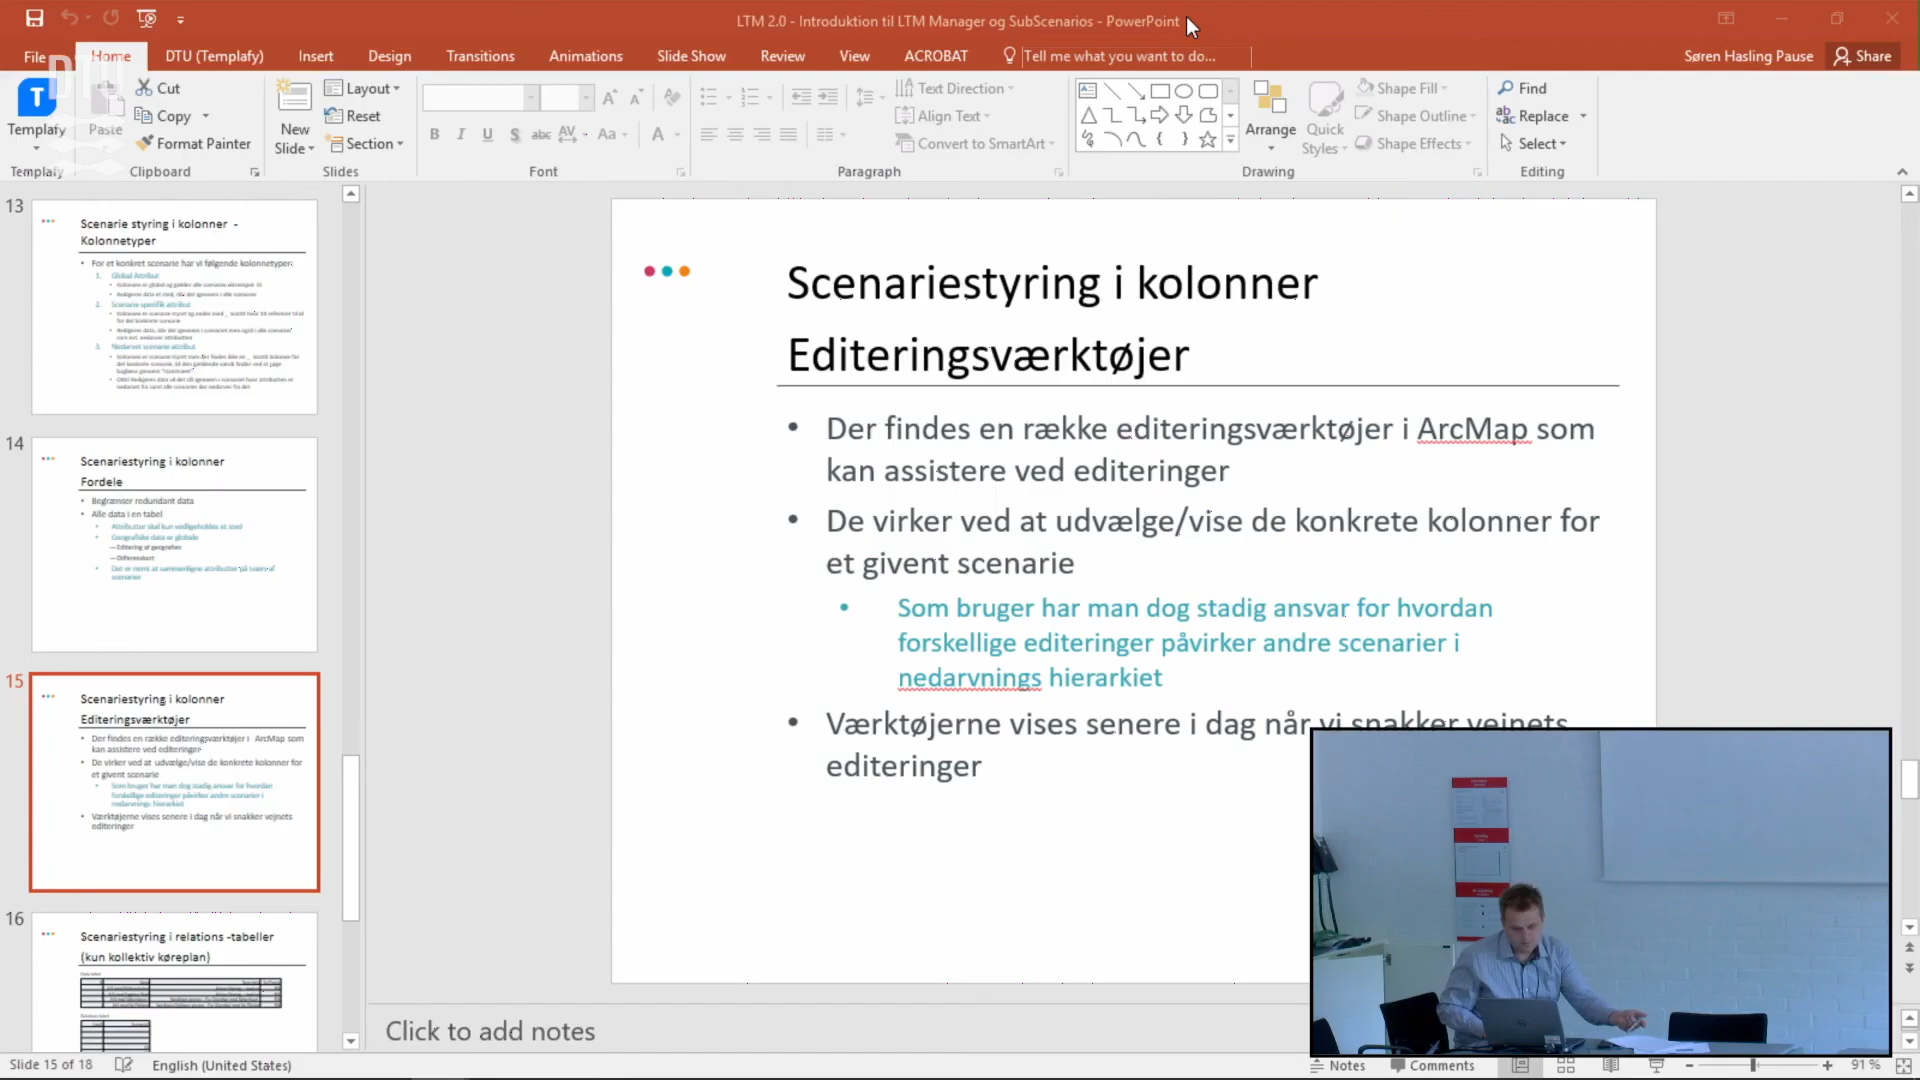 LTM 2.0 - Introduktion til LTM Manager og SubScenarios - PowerPoint
File
Home
DTU (Templafy)
Insert
Design
Transitions
Animations
Slide Show
Review
View
ACROBAT
Tell me what you want to do...
Søren Hasling Pause
Share
Templafy
Paste
Cut
Copy
Format Painter
New
Slide
Layout
Reset
Section
Text Direction
Align Text
Convert to SmartArt
Arrange
Quick
Styles
Shape Fill
Shape Outline
Shape Effects
Find
Replace
Select
Templafy
Clipboard
Slides
Font
Paragraph
Drawing
Editing
13
Scenarie styring i kolonner -
Kolonnetyper
• For et konkret scenarie har vi følgende kolonnetyper:
1. Global Attribut
2. Scenarie specifik attribut
3. Nedarvet scenarie attribut
14
Scenariestyring i kolonner
Fordele
• Begrænser redundant data
• Alle data i en tabel
• Attributter skal kun vedligeholdes et sted
• Geografiske data er globale
—Editering af geografien
—Differenskort
• Det er nemt at sammenligne attributter på tværs af
scenarier
15
Scenariestyring i kolonner
Editeringsværktøjer
• Der findes en række editeringsværktøjer i ArcMap som
kan assistere ved editeringer
• De virker ved at udvælge/vise de konkrete kolonner for
et givent scenarie
• Som bruger har man dog stadig ansvar for hvordan
forskellige editeringer påvirker andre scenarier i
nedarvnings hierarkiet
• Værktøjerne vises senere i dag når vi snakker vejnets
editeringer
16
Scenariestyring i relations -tabeller
(kun kollektiv køreplan)
Scenariestyring i kolonner
Editeringsværktøjer
• Der findes en række editeringsværktøjer i ArcMap som
kan assistere ved editeringer
• De virker ved at udvælge/vise de konkrete kolonner for
et givent scenarie
• Som bruger har man dog stadig ansvar for hvordan
forskellige editeringer påvirker andre scenarier i
nedarvnings hierarkiet
• Værktøjerne vises senere i dag når vi snakker vejnets
editeringer
Click to add notes
Slide 15 of 18
English (United States)
Notes
Comments
91 %